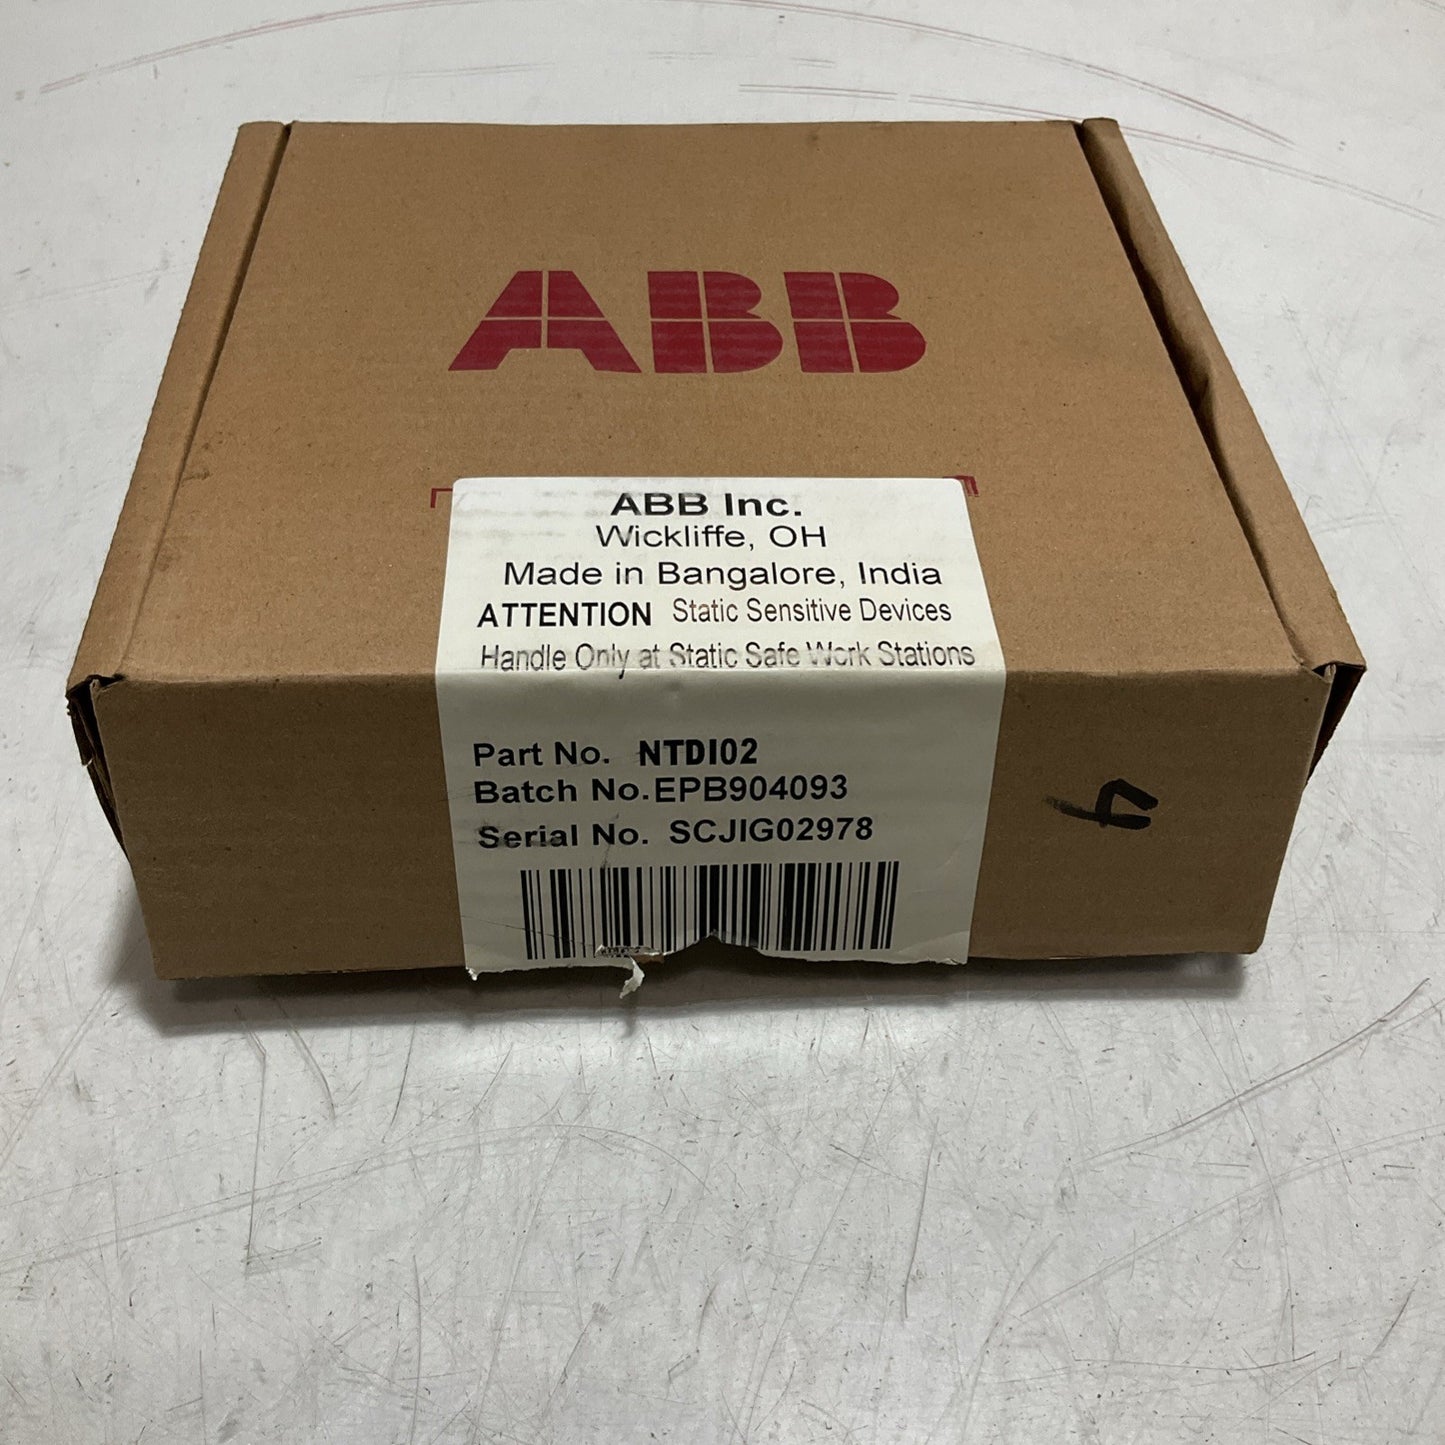 ABB
ABB Inc.
Wickliffe, OH
Made in Bangalore, India
ATTENTION Static Sensitive Devices
Handle Only at Static Safe Work Stations
Part No. NTDI02
Batch No.EPB904093
Serial No. SCJIG02978
4